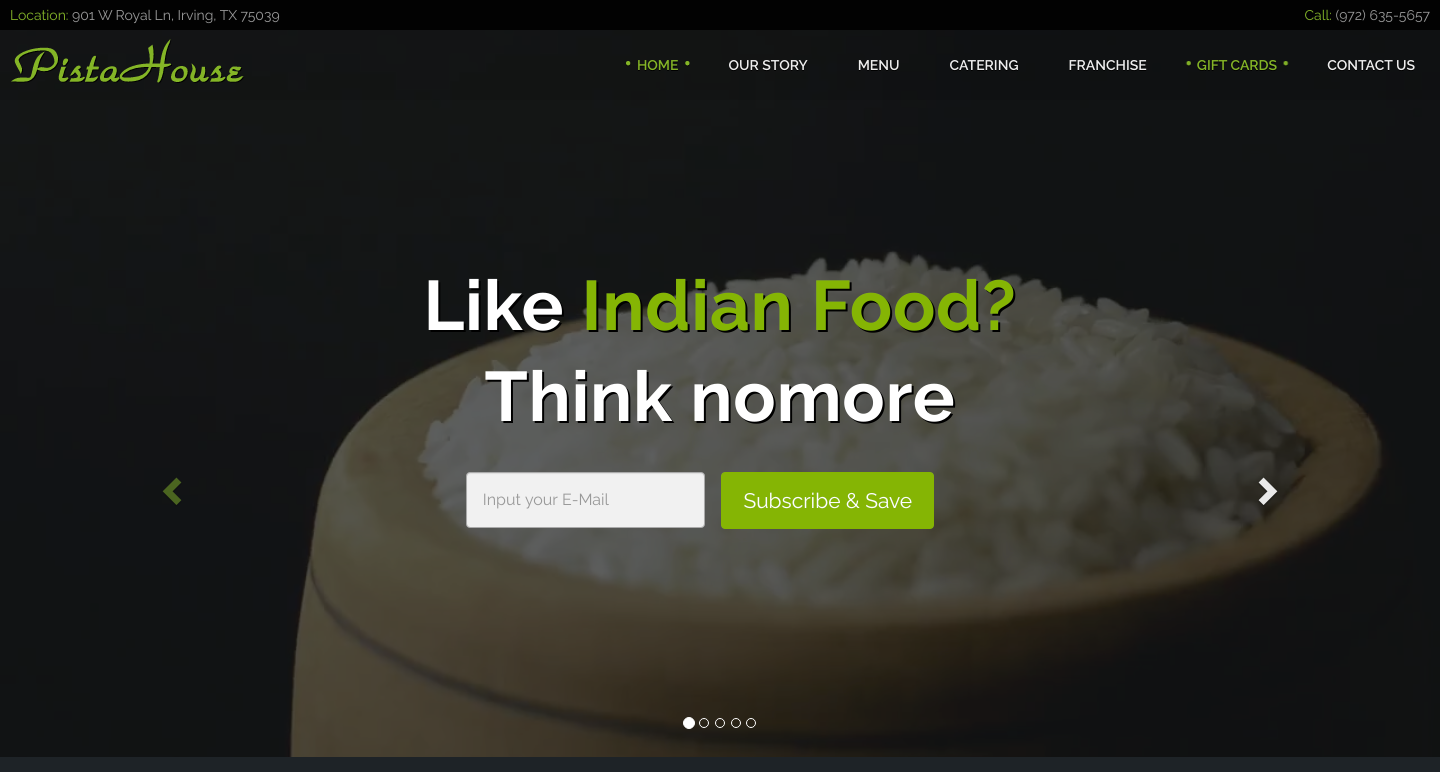 Location: 901 W Royal Ln, Irving, TX 75039
Call: (972) 635-5657
PistaHouse
• HOME •
OUR STORY
MENU
CATERING
FRANCHISE
• GIFT CARDS •
CONTACT US
Like Indian Food?
Think nomore
Input your E-Mail
Subscribe & Save